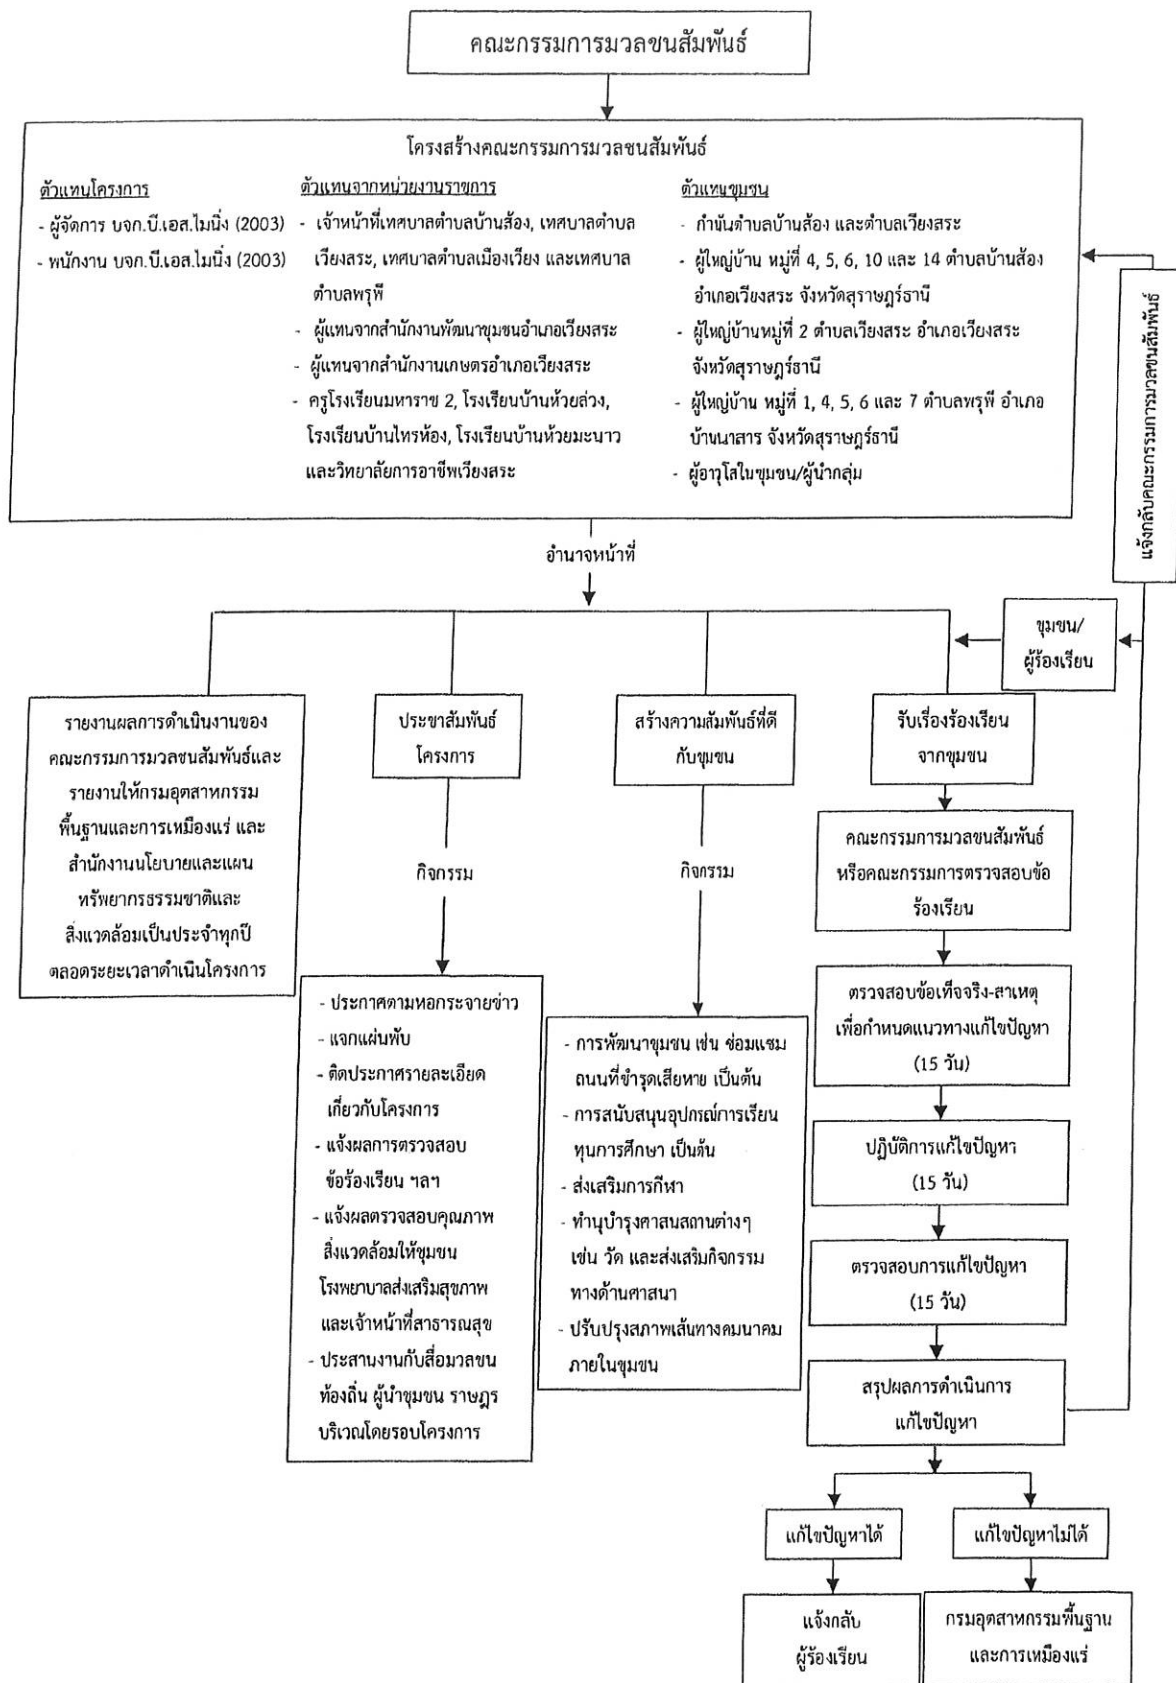 คณะกรรมการมวลชนสัมพันธ์
โครงสร้างคณะกรรมการมวลชนสัมพันธ์
ตัวแทนโครงการ
- ผู้จัดการ บจก.บี.เอส.ไมนิ่ง (2003)
- พนักงาน บจก.บี.เอส.ไมนิ่ง (2003)
ตัวแทนจากหน่วยงานราชการ
- เจ้าหน้าที่เทศบาลตำบลบ้านส้อง, เทศบาลตำบล
เวียงสระ, เทศบาลตำบลเมืองเวียง และเทศบาล
ตำบลพรุพี
- ผู้แทนจากสำนักงานพัฒนาชุมชนอำเภอเวียงสระ
- ผู้แทนจากสำนักงานเกษตรอำเภอเวียงสระ
- ครูโรงเรียนมหาราช 2, โรงเรียนบ้านห้วยล่วง,
โรงเรียนบ้านไทรห้อง, โรงเรียนบ้านห้วยมะนาว
และวิทยาลัยการอาชีพเวียงสระ
ตัวแทนชุมชน
- กำนันตำบลบ้านส้อง และตำบลเวียงสระ
- ผู้ใหญ่บ้าน หมู่ที่ 4, 5, 6, 10 และ 14 ตำบลบ้านส้อง
อำเภอเวียงสระ จังหวัดสุราษฎร์ธานี
- ผู้ใหญ่บ้านหมู่ที่ 2 ตำบลเวียงสระ อำเภอเวียงสระ
จังหวัดสุราษฎร์ธานี
- ผู้ใหญ่บ้าน หมู่ที่ 1, 4, 5, 6 และ 7 ตำบลพรุพี อำเภอ
บ้านนาสาร จังหวัดสุราษฎร์ธานี
- ผู้อาวุโสในชุมชน/ผู้นำกลุ่ม
แจ้งกลับคณะกรรมการมวลชนสัมพันธ์
อำนาจหน้าที่
ชุมชน/
ผู้ร้องเรียน
รายงานผลการดำเนินงานของ
คณะกรรมการมวลชนสัมพันธ์และ
รายงานให้กรมอุตสาหกรรม
พื้นฐานและการเหมืองแร่ และ
สำนักงานนโยบายและแผน
ทรัพยากรธรรมชาติและ
สิ่งแวดล้อมเป็นประจำทุกปี
ตลอดระยะเวลาดำเนินโครงการ
ประชาสัมพันธ์
โครงการ
กิจกรรม
- ประกาศตามหอกระจายข่าว
- แจกแผ่นพับ
- ติดประกาศรายละเอียด
เกี่ยวกับโครงการ
- แจ้งผลการตรวจสอบ
ข้อร้องเรียน ฯลฯ
- แจ้งผลตรวจสอบคุณภาพ
สิ่งแวดล้อมให้ชุมชน
โรงพยาบาลส่งเสริมสุขภาพ
และเจ้าหน้าที่สาธารณสุข
- ประสานงานกับสื่อมวลชน
ท้องถิ่น ผู้นำชุมชน ราษฎร
บริเวณโดยรอบโครงการ
สร้างความสัมพันธ์ที่ดี
กับชุมชน
กิจกรรม
- การพัฒนาชุมชน เช่น ซ่อมแซม
ถนนที่ชำรุดเสียหาย เป็นต้น
- การสนับสนุนอุปกรณ์การเรียน
ทุนการศึกษา เป็นต้น
- ส่งเสริมการกีฬา
- ทำนุบำรุงศาสนสถานต่างๆ
เช่น วัด และส่งเสริมกิจกรรม
ทางด้านศาสนา
- ปรับปรุงสภาพเส้นทางคมนาคม
ภายในชุมชน
รับเรื่องร้องเรียน
จากชุมชน
คณะกรรมการมวลชนสัมพันธ์
หรือคณะกรรมการตรวจสอบข้อ
ร้องเรียน
ตรวจสอบข้อเท็จจริง-สาเหตุ
เพื่อกำหนดแนวทางแก้ไขปัญหา
(15 วัน)
ปฏิบัติการแก้ไขปัญหา
(15 วัน)
ตรวจสอบการแก้ไขปัญหา
(15 วัน)
สรุปผลการดำเนินการ
แก้ไขปัญหา
แก้ไขปัญหาได้
แก้ไขปัญหาไม่ได้
แจ้งกลับ
ผู้ร้องเรียน
กรมอุตสาหกรรมพื้นฐาน
และการเหมืองแร่